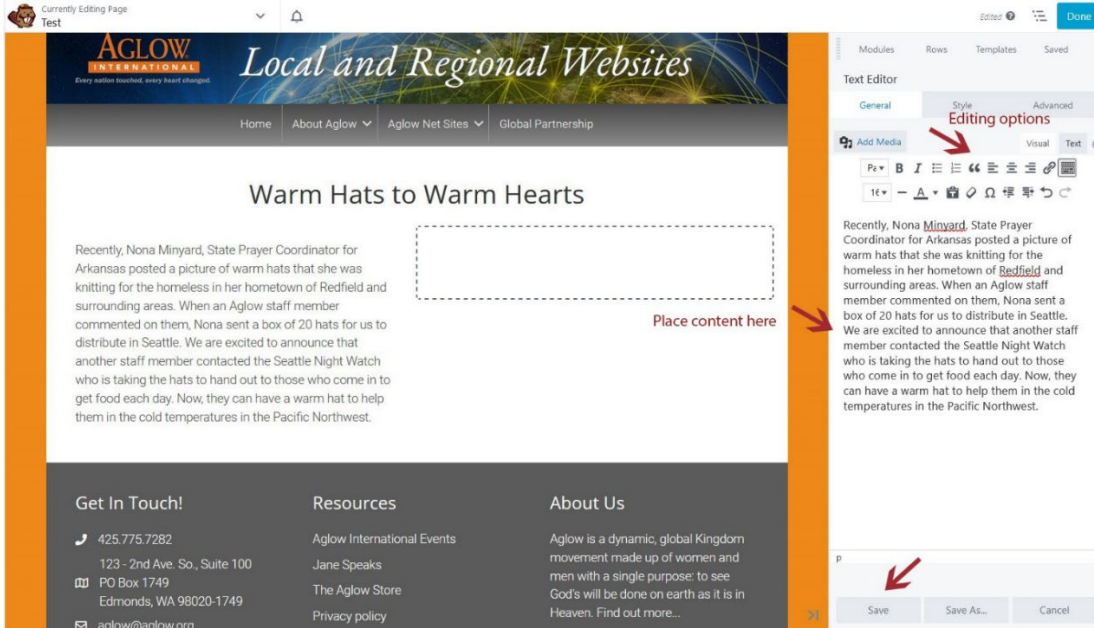 Currently Editing Page
Test
Edited
Done
AGLOW
INTERNATIONAL
Every nation touched, every heart changed.
Local and Regional Websites
Home
About Aglow
Aglow Net Sites
Global Partnership
Warm Hats to Warm Hearts
Recently, Nona Minyard, State Prayer Coordinator for
Arkansas posted a picture of warm hats that she was
knitting for the homeless in her hometown of Redfield and
surrounding areas. When an Aglow staff member
commented on them, Nona sent a box of 20 hats for us to
distribute in Seattle. We are excited to announce that
another staff member contacted the Seattle Night Watch
who is taking the hats to hand out to those who come in to
get food each day. Now, they can have a warm hat to help
them in the cold temperatures in the Pacific Northwest.
Place content here
Get In Touch!
425.775.7282
123 - 2nd Ave. So., Suite 100
PO Box 1749
Edmonds, WA 98020-1749
aglow@aglow.org
Resources
Aglow International Events
Jane Speaks
The Aglow Store
Privacy policy
About Us
Aglow is a dynamic, global Kingdom
movement made up of women and
men with a single purpose: to see
God's will be done on earth as it is in
Heaven. Find out more...
Modules
Rows
Templates
Saved
Text Editor
General
Style
Advanced
Editing options
Add Media
Visual
Text
Recently, Nona Minyard, State Prayer
Coordinator for Arkansas posted a picture of
warm hats that she was knitting for the
homeless in her hometown of Redfield and
surrounding areas. When an Aglow staff
member commented on them, Nona sent a
box of 20 hats for us to distribute in Seattle.
We are excited to announce that another staff
member contacted the Seattle Night Watch
who is taking the hats to hand out to those
who come in to get food each day. Now, they
can have a warm hat to help them in the cold
temperatures in the Pacific Northwest.
p
Save
Save As...
Cancel